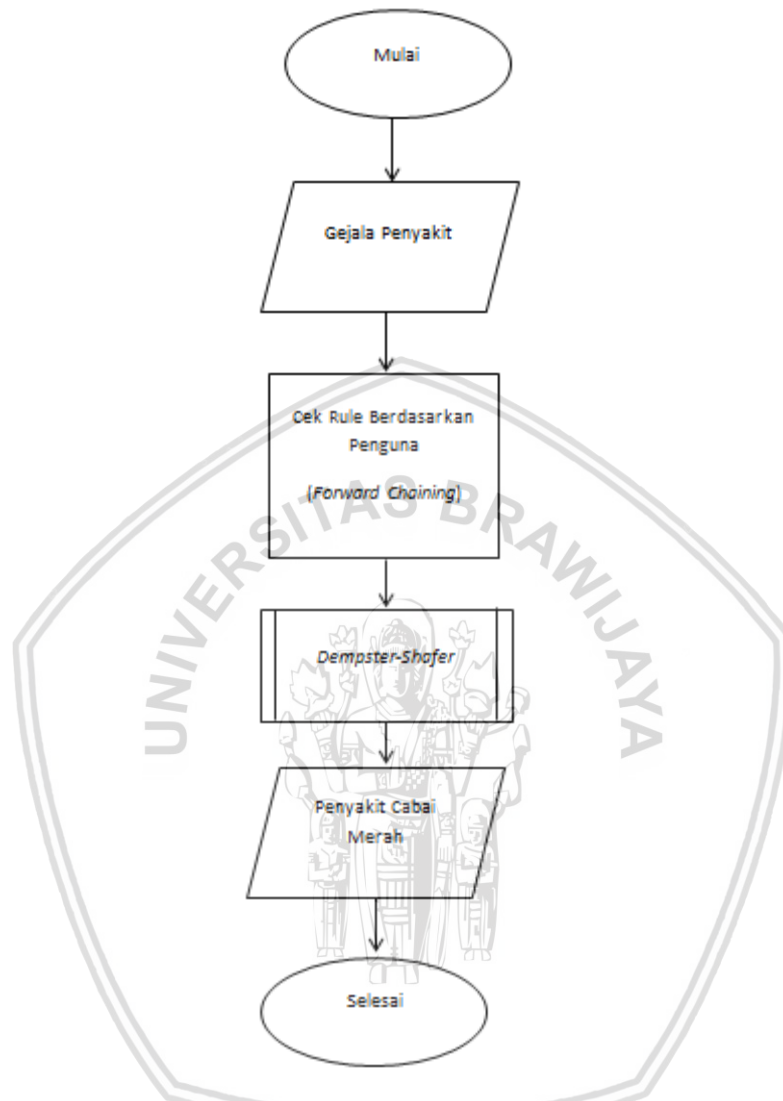 Mulai
Gejala Penyakit
Cek Rule Berdasarkan
Penguna
(Forward Chaining)
UNIVERSITAS BRAWIJAYA
Dempster-Shafer
Penyakit Cabai
Merah
Selesai